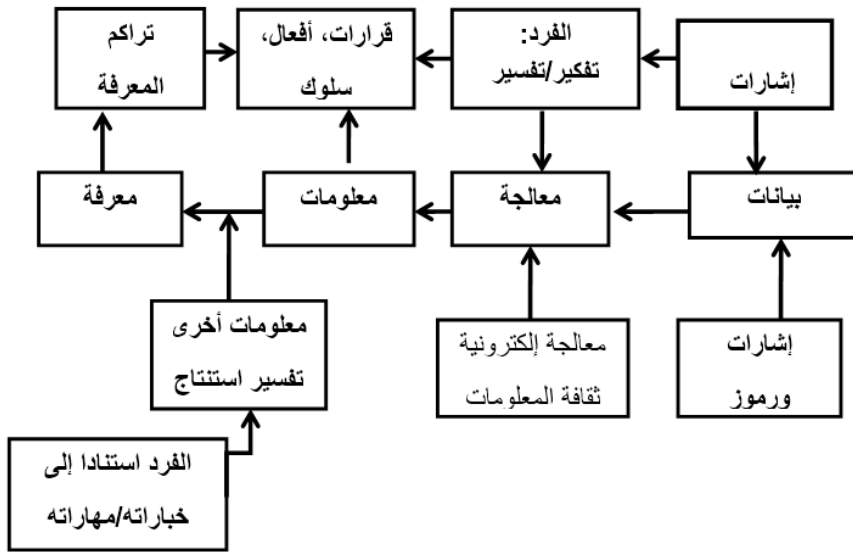 إشارات
الفرد:
تفكير/تفسير
قرارات، أفعال،
سلوك
تراكم
المعرفة
بيانات
معالجة
معلومات
معرفة
إشارات
ورموز
معالجة إلكترونية
ثقافة المعلومات
معلومات أخرى
تفسير استنتاج
الفرد استنادا إلى
خباراته/مهاراته